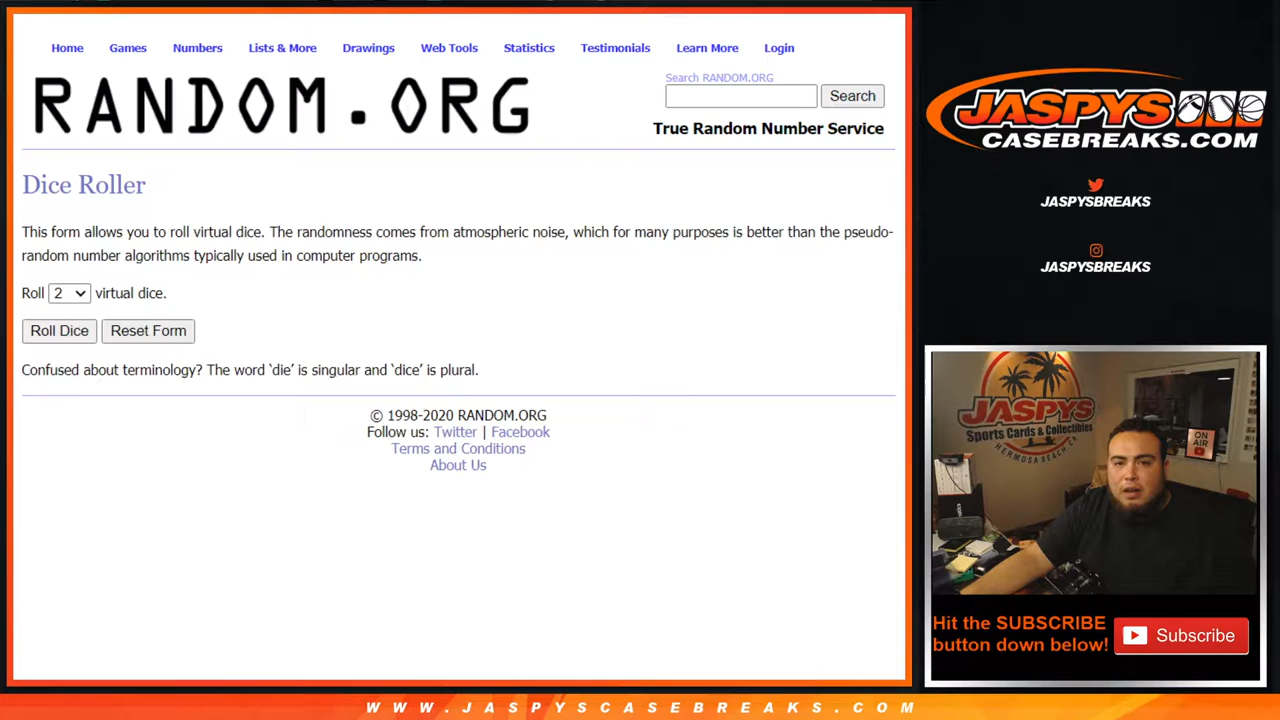 Home Games Numbers Lists & More Drawings Web Tools Statistics Testimonials Learn More Login
RANDOM.ORG
Search RANDOM.ORG
Search
True Random Number Service
Dice Roller
This form allows you to roll virtual dice. The randomness comes from atmospheric noise, which for many purposes is better than the pseudo-
random number algorithms typically used in computer programs.
Roll 2 virtual dice.
Roll Dice Reset Form
Confused about terminology? The word ‘die’ is singular and ‘dice’ is plural.
© 1998-2020 RANDOM.ORG
Follow us: Twitter | Facebook
Terms and Conditions
About Us
JASPYS
CASEBREAKS.COM
JASPYSBREAKS
JASPYSBREAKS
JASPYS
Sports Cards & Collectibles
HERMOSA BEACH CA
ON
AIR
Hit the SUBSCRIBE
button down below!
Subscribe
WWW.JASPYSCASEBREAKS.COM